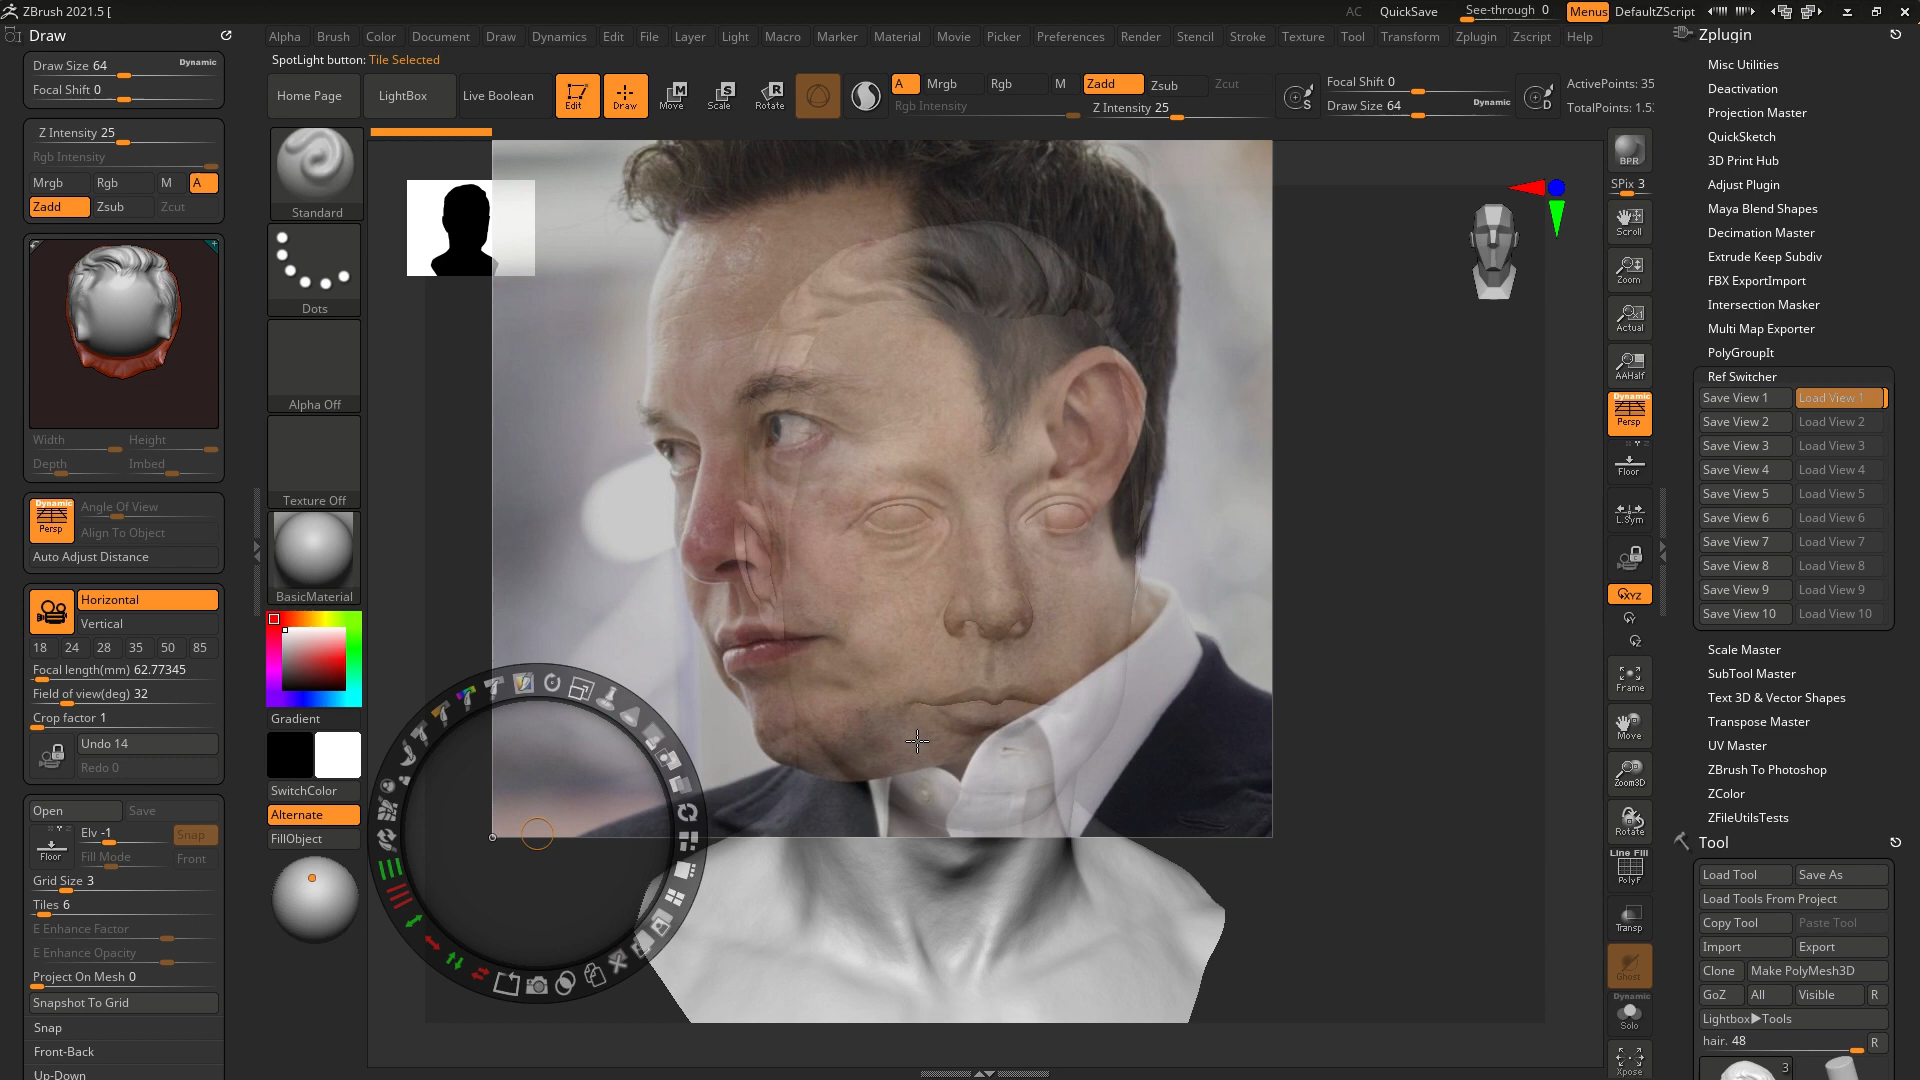 ZBrush 2021.5 [
AC QuickSave See-through 0 Menus DefaultZScript
Draw
Alpha Brush Color Document Draw Dynamics Edit File Layer Light Macro Marker Material Movie Picker Preferences Render Stencil Stroke Texture Tool Transform Zplugin Zscript Help
SpotLight button: Tile Selected
Home Page LightBox Live Boolean Edit Draw Move Scale Rotate
A Mrgb Rgb M Zadd Zsub Zcut
Rgb Intensity Z Intensity 25
S Focal Shift 0
Draw Size 64 Dynamic
D ActivePoints: 35
TotalPoints: 1.5
Draw Size 64 Dynamic
Focal Shift 0
Z Intensity 25
Rgb Intensity
Mrgb Rgb M A
Zadd Zsub Zcut
Width Height
Depth Imbed
Dynamic
Persp
Angle Of View
Align To Object
Auto Adjust Distance
Horizontal
Vertical
18 24 28 35 50 85
Focal length(mm) 62.77345
Field of view(deg) 32
Crop factor 1
Undo 14
Redo 0
Open Save
Floor Elv -1 Snap
Fill Mode Front
Grid Size 3
Tiles 6
E Enhance Factor
E Enhance Opacity
Project On Mesh 0
Snapshot To Grid
Snap
Front-Back
Up-Down
Standard
Dots
Alpha Off
Texture Off
BasicMaterial
Gradient
SwitchColor
Alternate
FillObject
BPR
SPix 3
Scroll
Zoom
Actual
AAHalf
Dynamic
Persp
Floor
L.Sym
XYZ
Y
Z
Frame
Move
Zoom3D
Rotate
Line Fill
PolyF
Transp
Ghost
Dynamic
Solo
Xpose
Zplugin
Misc Utilities
Deactivation
Projection Master
QuickSketch
3D Print Hub
Adjust Plugin
Maya Blend Shapes
Decimation Master
Extrude Keep Subdiv
FBX ExportImport
Intersection Masker
Multi Map Exporter
PolyGroupIt
Ref Switcher
Save View 1 Load View 1
Save View 2 Load View 2
Save View 3 Load View 3
Save View 4 Load View 4
Save View 5 Load View 5
Save View 6 Load View 6
Save View 7 Load View 7
Save View 8 Load View 8
Save View 9 Load View 9
Save View 10 Load View 10
Scale Master
SubTool Master
Text 3D & Vector Shapes
Transpose Master
UV Master
ZBrush To Photoshop
ZColor
ZFileUtilsTests
Tool
Load Tool Save As
Load Tools From Project
Copy Tool Paste Tool
Import Export
Clone Make PolyMesh3D
GoZ All Visible R
Lightbox▶Tools
hair. 48 R
3